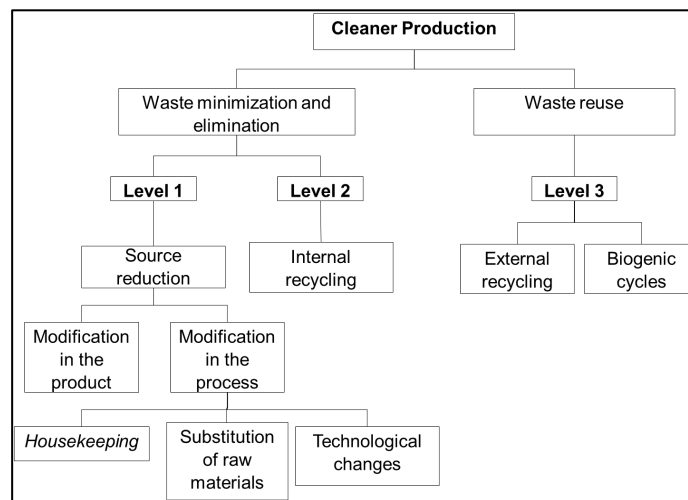 Cleaner Production
Waste minimization and
elimination
Waste reuse
Level 1
Level 2
Level 3
Source
reduction
Internal
recycling
External
recycling
Biogenic
cycles
Modification
in the
product
Modification
in the
process
Housekeeping
Substitution
of raw
materials
Technological
changes